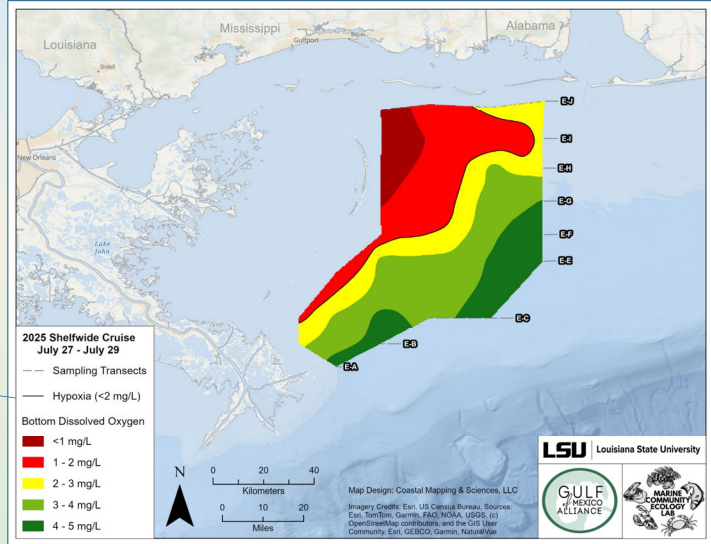 Louisiana
Mississippi
Alabama
Gulfport
Biloxi
Slidell
New Orleans
Lake
John
E-J
E-I
E-H
E-G
E-F
E-E
E-C
E-B
E-A
2025 Shelfwide Cruise
July 27 - July 29
Sampling Transects
Hypoxia (<2 mg/L)
Bottom Dissolved Oxygen
<1 mg/L
1 - 2 mg/L
2 - 3 mg/L
3 - 4 mg/L
4 - 5 mg/L
N
0 20 40
Kilometers
0 10 20
Miles
Map Design: Coastal Mapping & Sciences, LLC
Imagery Credits: Esri, US Census Bureau, Sources:
Esri, TomTom, Garmin, FAO, NOAA, USGS, (c)
OpenStreetMap contributors, and the GIS User
Community, Esri, GEBCO, Garmin, NaturalVue
LSU | Louisiana State University
GULF
OF MEXICO
ALLIANCE
MARINE
COMMUNITY
ECOLOGY
LAB